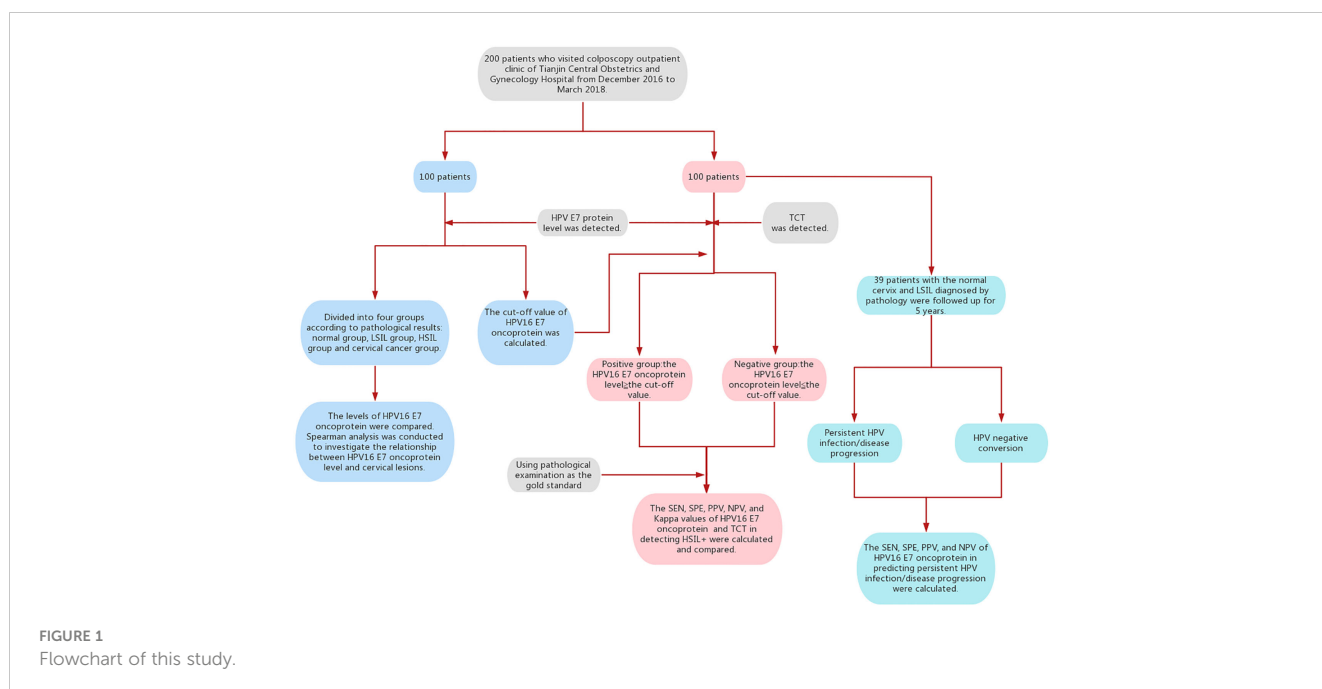 200 patients who visited colposcopy outpatient
clinic of Tianjin Central Obstetrics and
Gynecology Hospital from December 2016 to
March 2018.
100 patients
100 patients
HPV E7 protein
level was detected.
TCT
was detected.
39 patients with the normal
cervix and LSIL diagnosed by
pathology were followed up for
5 years.
Divided into four groups
according to pathological results:
normal group, LSIL group, HSIL
group and cervical cancer group.
The cut-off value of
HPV16 E7
oncoprotein was
calculated.
Positive group:the
HPV16 E7 oncoprotein
level≧the cut-off
value.
Negative group:the
HPV16 E7
oncoprotein level≦the
cut-off value.
The levels of HPV16 E7
oncoprotein were compared.
Spearman analysis was conducted
to investigate the relationship
between HPV16 E7 oncoprotein
level and cervical lesions.
Persistent HPV
infection/disease
progression
HPV negative
conversion
Using pathological
examination as the
gold standard
The SEN, SPE, PPV, NPV, and
Kappa values of HPV16 E7
oncoprotein and TCT in
detecting HSIL+ were calculated
and compared.
The SEN, SPE, PPV, and NPV of
HPV16 E7 oncoprotein in
predicting persistent HPV
infection/disease progression
were calculated.
FIGURE 1
Flowchart of this study.